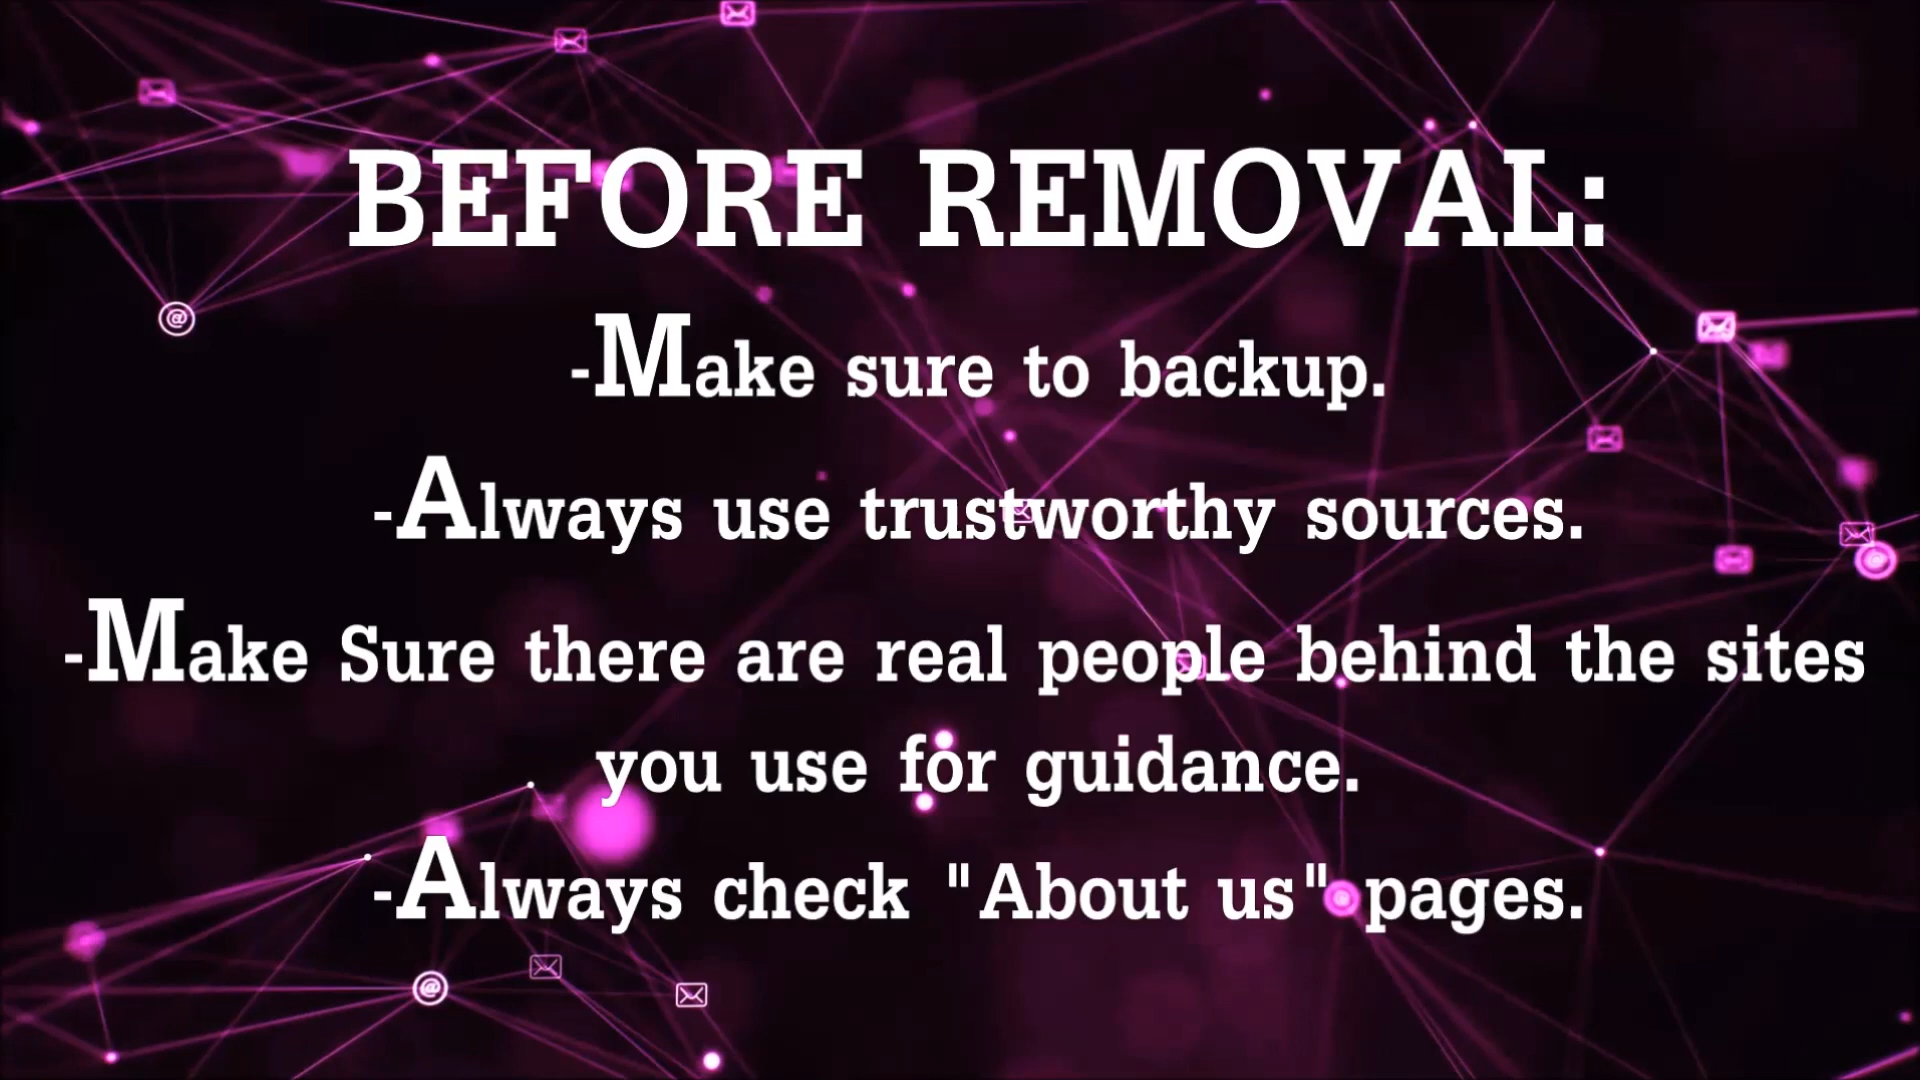 BEFORE REMOVAL:
-Make sure to backup.
-Always use trustworthy sources.
-Make Sure there are real people behind the sites
you use for guidance.
-Always check "About us" pages.